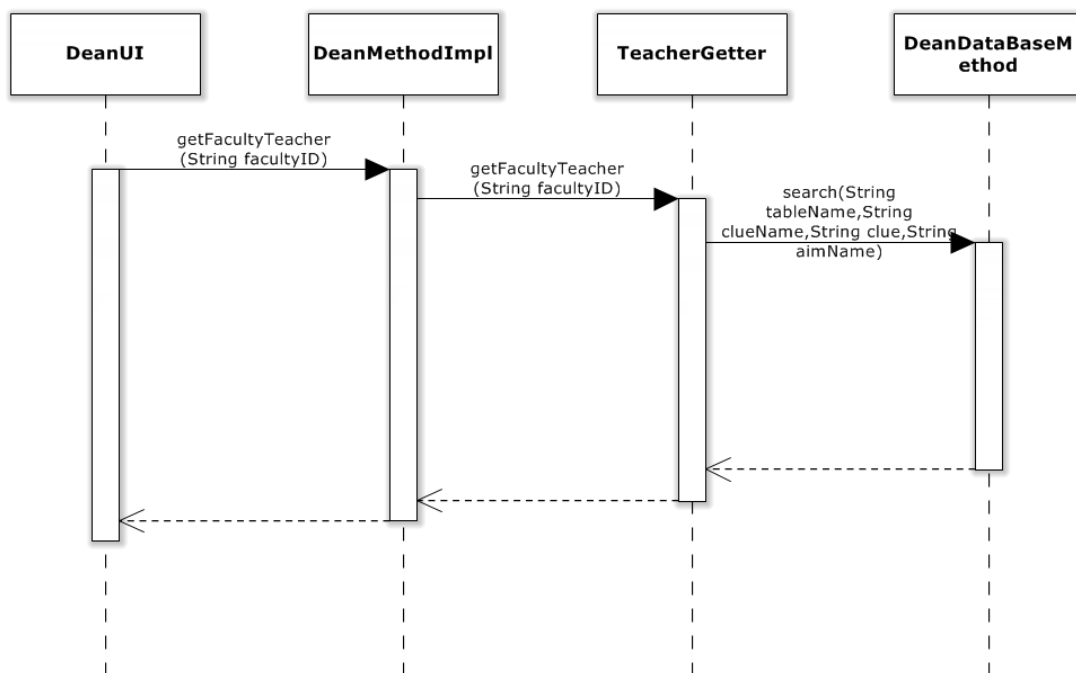 DeanUI
DeanMethodImpl
TeacherGetter
DeanDataBaseM
ethod
getFacultyTeacher
(String facultyID)
getFacultyTeacher
(String facultyID)
search(String
tableName,String
clueName,String clue,String
aimName)